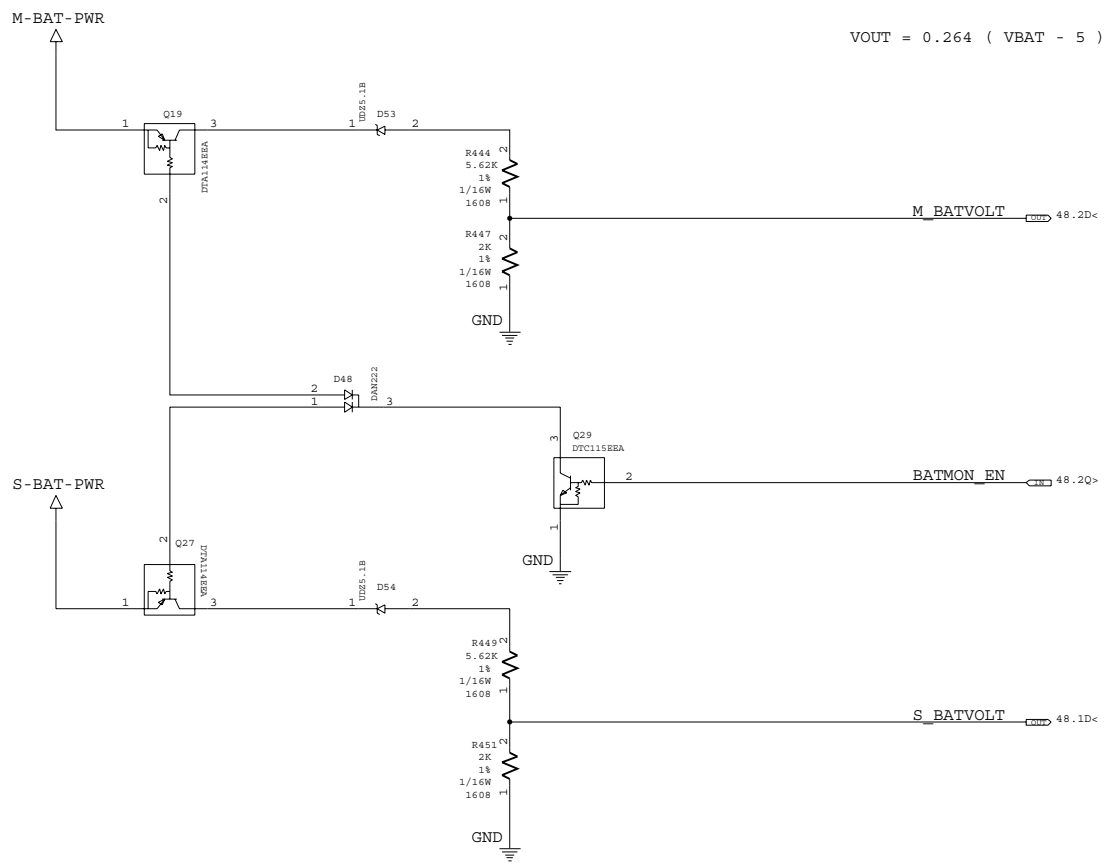 M-BAT-PWR
VOUT = 0.264 ( VBAT - 5 )
Q19
1
3
2
DTA114EEA
UDZ5.1B
D53
1
2
R444
5.62K
1%
1/16W
1608
2
1
M_BATVOLT
OUT
48.2D<
R447
2K
1%
1/16W
1608
2
1
GND
D48
DAN222
2
1
3
Q29
DTC115EEA
3
2
1
BATMON_EN
IN
48.2Q>
GND
S-BAT-PWR
2
Q27
DTA114EEA
1
3
UDZ5.1B
D54
1
2
R449
5.62K
1%
1/16W
1608
2
1
S_BATVOLT
OUT
48.1D<
R451
2K
1%
1/16W
1608
2
1
GND